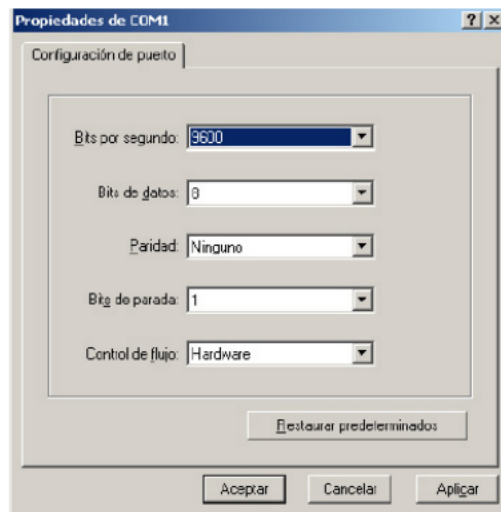 Propiedades de COM1
Configuración de puerto
Bits por segundo: 9600
Bits de datos: 8
Paridad: Ninguno
Bits de parada: 1
Control de flujo: Hardware
Restaurar predeterminados
Aceptar Cancelar Aplicar